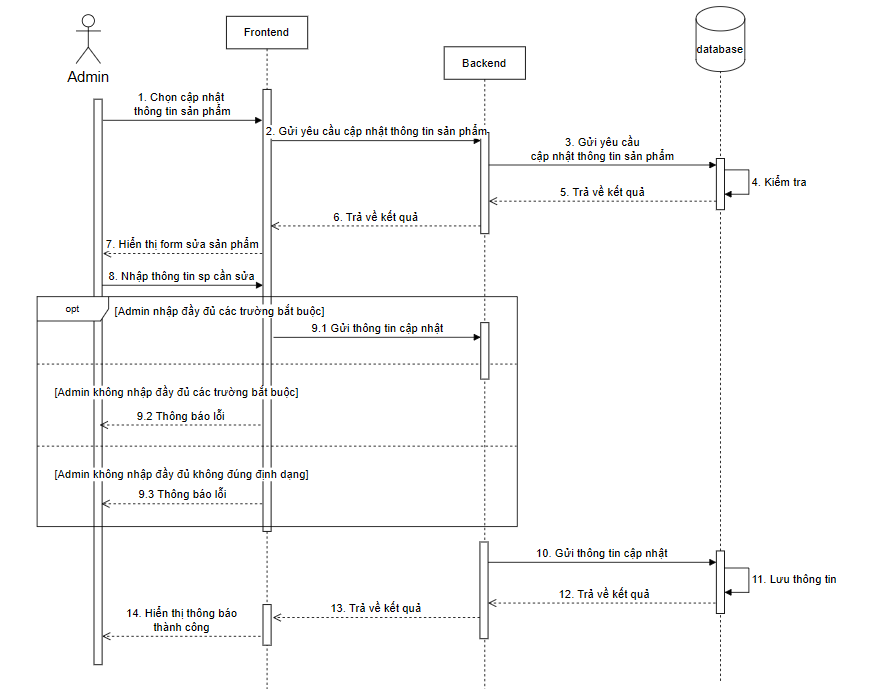 Frontend
Backend
database
Admin
1. Chọn cập nhật
thông tin sản phẩm
2. Gửi yêu cầu cập nhật thông tin sản phẩm
3. Gửi yêu cầu
cập nhật thông tin sản phẩm
4. Kiểm tra
5. Trả về kết quả
6. Trả về kết quả
7. Hiển thị form sửa sản phẩm
8. Nhập thông tin sp cần sửa
opt
[Admin nhập đầy đủ các trường bắt buộc]
9.1 Gửi thông tin cập nhật
[Admin không nhập đầy đủ các trường bắt buộc]
9.2 Thông báo lỗi
[Admin không nhập đầy đủ không đúng định dạng]
9.3 Thông báo lỗi
10. Gửi thông tin cập nhật
11. Lưu thông tin
12. Trả về kết quả
13. Trả về kết quả
14. Hiển thị thông báo
thành công